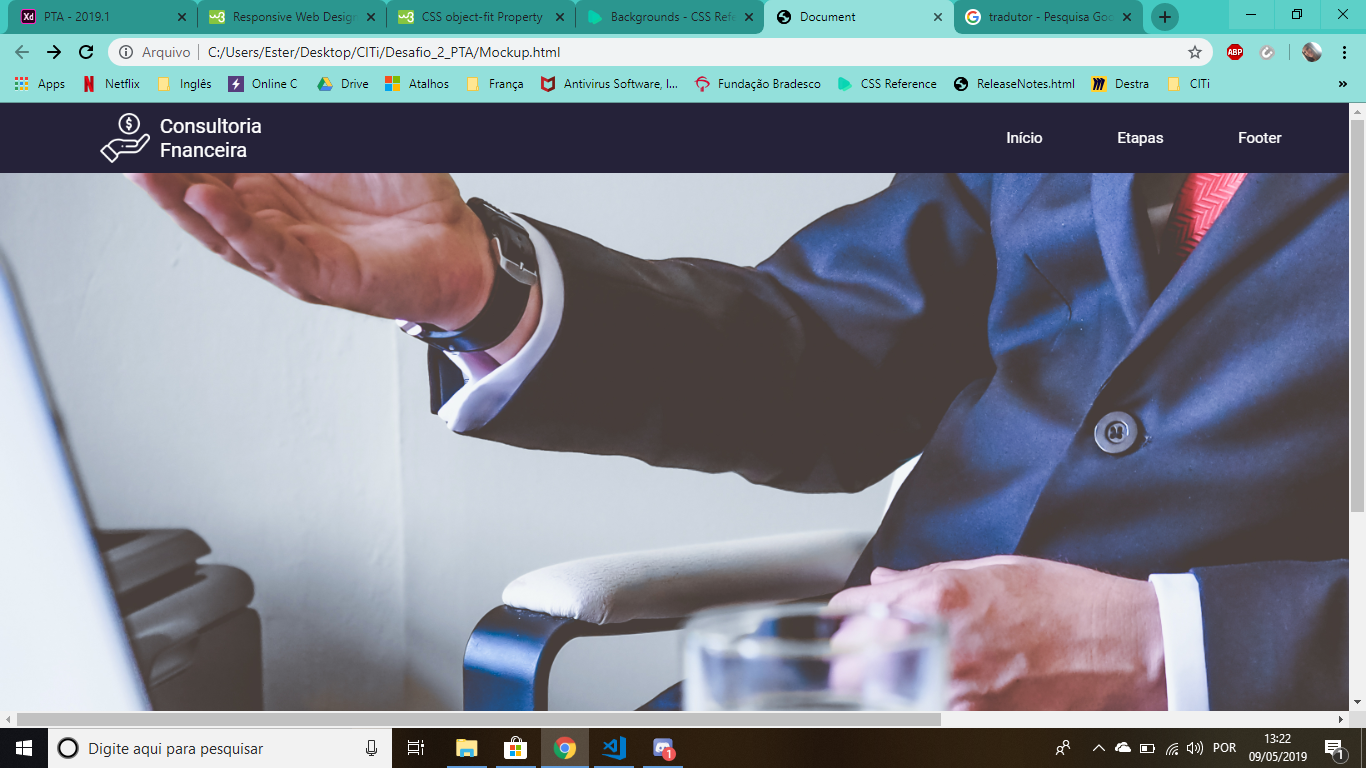 PTA - 2019.1
Responsive Web Design
CSS object-fit Property
Backgrounds - CSS Refe
Document
tradutor - Pesquisa Goo
Arquivo
C:/Users/Ester/Desktop/CITi/Desafio_2_PTA/Mockup.html
ABP
Apps
Netflix
Inglês
Online C
Drive
Atalhos
França
Antivirus Software, I...
Fundação Bradesco
CSS Reference
ReleaseNotes.html
Destra
CITi
»
Consultoria
Fnanceira
Início
Etapas
Footer
Digite aqui para pesquisar
1
POR
13:22
09/05/2019
1